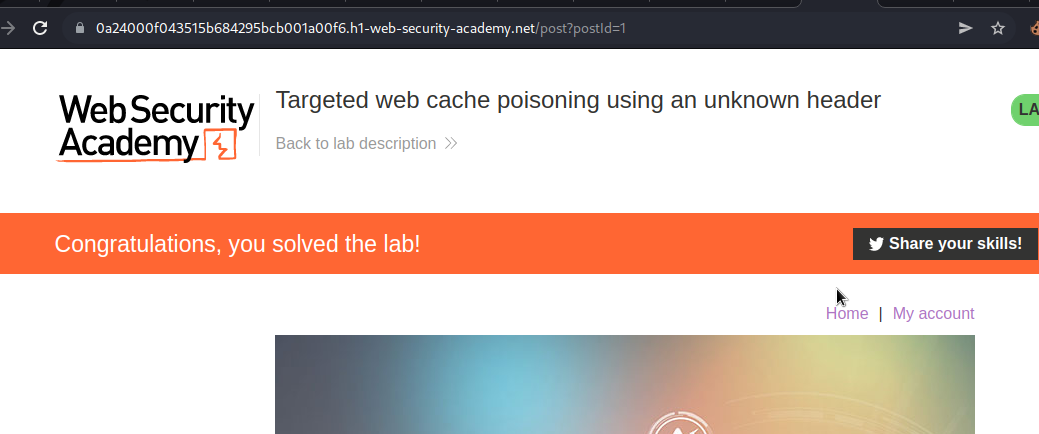 0a24000f043515b684295bcb001a00f6.h1-web-security-academy.net/post?postId=1
Web Security
Academy
Targeted web cache poisoning using an unknown header
Back to lab description
LA
Congratulations, you solved the lab!
Share your skills!
Home | My account